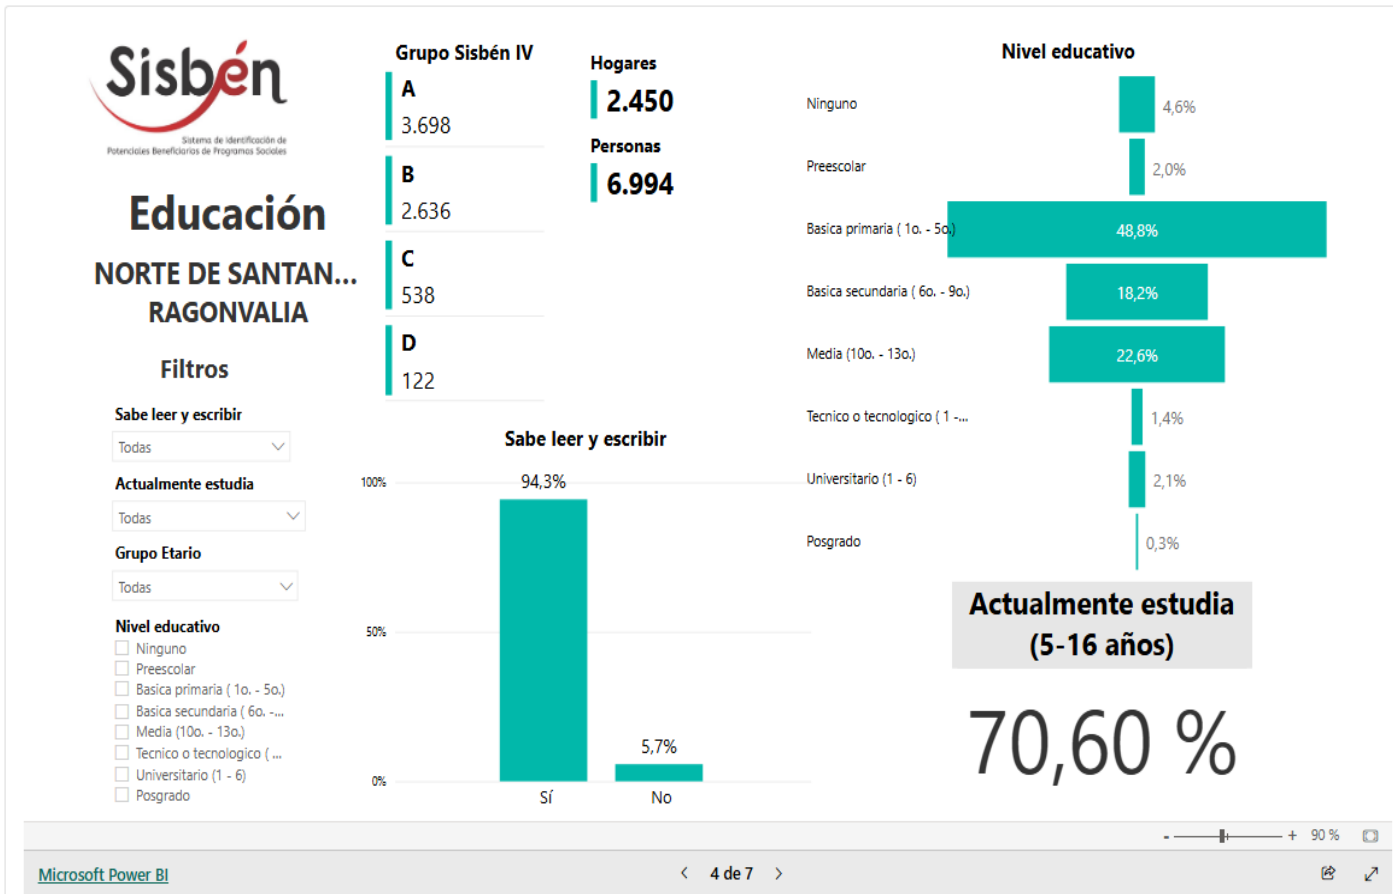 Sisbén
Sistema de Identificación de
Potenciales Beneficiarios de Programas Sociales
Educación
NORTE DE SANTAN...
RAGONVALIA
Filtros
Sabe leer y escribir
Todas
Actualmente estudia
Todas
Grupo Etario
Todas
Nivel educativo
Ninguno
Preescolar
Basica primaria ( 1o. - 5o.)
Basica secundaria ( 6o. -...
Media (10o. - 13o.)
Tecnico o tecnologico ( ...
Universitario (1 - 6)
Posgrado
Grupo Sisbén IV
A
3.698
B
2.636
C
538
D
122
Hogares
2.450
Personas
6.994
Sabe leer y escribir
100%
50%
0%
94,3%
5,7%
Sí
No
Nivel educativo
Ninguno 4,6%
Preescolar 2,0%
Basica primaria ( 1o. - 5o.) 48,8%
Basica secundaria ( 6o. - 9o.) 18,2%
Media (10o. - 13o.) 22,6%
Tecnico o tecnologico ( 1 -... 1,4%
Universitario (1 - 6) 2,1%
Posgrado 0,3%
Actualmente estudia
(5-16 años)
70,60 %
- + 90 %
Microsoft Power BI
< 4 de 7 >